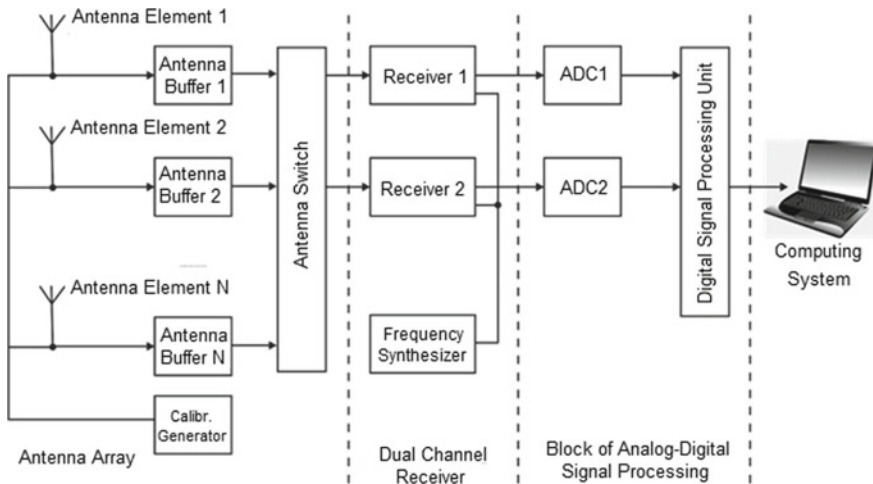 Antenna Element 1
Antenna
Buffer 1
Antenna Element 2
Antenna
Buffer 2
Antenna Element N
Antenna
Buffer N
Calibr.
Generator
Antenna Array
Antenna Switch
Receiver 1
Receiver 2
Frequency
Synthesizer
Dual Channel
Receiver
ADC1
ADC2
Digital Signal Processing Unit
Block of Analog-Digital
Signal Processing
Computing
System